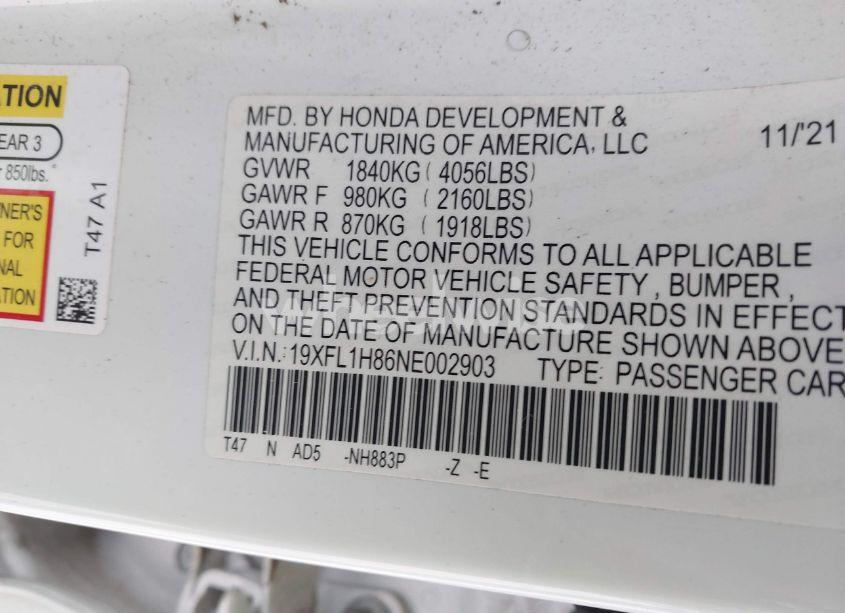 ATION
EAR 3
850lbs.
T47 A1
NER'S
FOR
NAL
ATION
MFD. BY HONDA DEVELOPMENT &
MANUFACTURING OF AMERICA, LLC 11/'21
GVWR 1840KG (4056LBS)
GAWR F 980KG (2160LBS)
GAWR R 870KG (1918LBS)
THIS VEHICLE CONFORMS TO ALL APPLICABLE
FEDERAL MOTOR VEHICLE SAFETY, BUMPER,
AND THEFT PREVENTION STANDARDS IN EFFECT
ON THE DATE OF MANUFACTURE SHOWN ABOVE
V.I.N.: 19XFL1H86NE002903 TYPE: PASSENGER CAR
T47 N AD5 -NH883P -Z -E